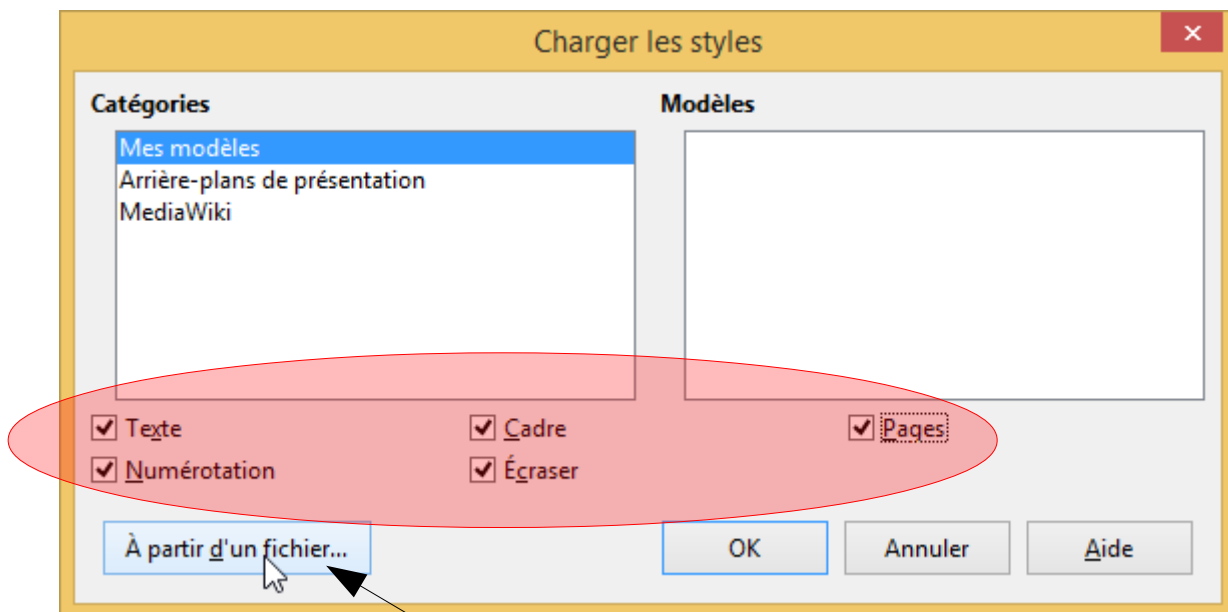 Charger les styles
Catégories
Modèles
Mes modèles
Arrière-plans de présentation
MediaWiki
Texte
Cadre
Pages
Numérotation
Écraser
À partir d'un fichier...
OK
Annuler
Aide